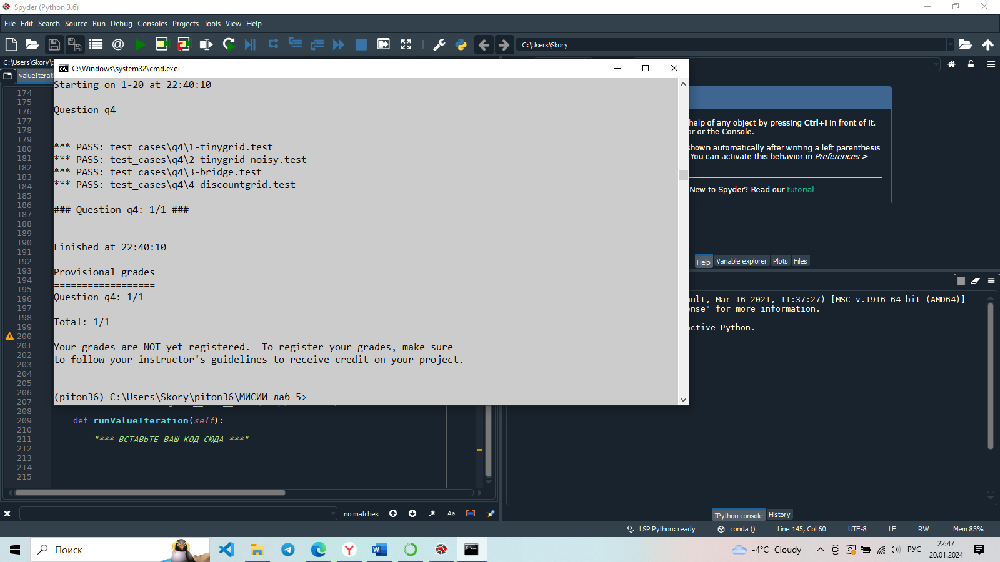 Spyder (Python 3.6)
File Edit Search Source Run Debug Consoles Projects Tools View Help
C:\Users\Skory
C:\Users\Skory\p
C:\Windows\system32\cmd.exe
valueIterat
Starting on 1-20 at 22:40:10
Question q4
===========
*** PASS: test_cases\q4\1-tinygrid.test
*** PASS: test_cases\q4\2-tinygrid-noisy.test
*** PASS: test_cases\q4\3-bridge.test
*** PASS: test_cases\q4\4-discountgrid.test
### Question q4: 1/1 ###
Finished at 22:40:10
Provisional grades
==================
Question q4: 1/1
------------------
Total: 1/1
Your grades are NOT yet registered.  To register your grades, make sure
to follow your instructor's guidelines to receive credit on your project.
(piton36) C:\Users\Skory\piton36\МИСИИ_лаб_5>
174
175
176
177
178
179
180
181
182
183
184
185
186
187
188
189
190
191
192
193
194
195
196
197
198
199
200
201
202
203
204
205
206
207
208
209 def runValueIteration(self):
210
211 "*** ВСТАВЬТЕ ВАШ КОД СЮДА ***"
212
213
214
215
help of any object by pressing Ctrl+I in front of it,
or or the Console.
shown automatically after writing a left parenthesis
You can activate this behavior in Preferences >
New to Spyder? Read our tutorial
Help Variable explorer Plots Files
ault, Mar 16 2021, 11:37:27) [MSC v.1916 64 bit (AMD64)]
ense" for more information.
active Python.
no matches
Aa
IPython console History
LSP Python: ready conda () Line 145, Col 60 UTF-8 LF RW Mem 83%
Поиск
-4°C Cloudy
РУС
22:47
20.01.2024